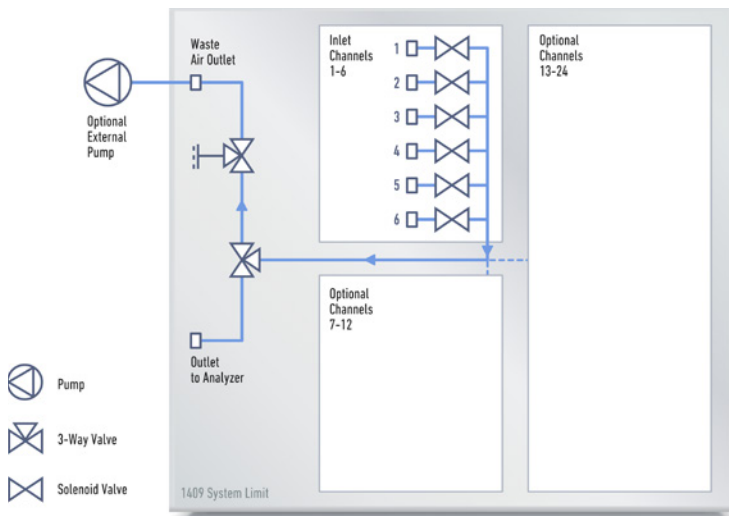 Waste
Air Outlet
Optional
External
Pump
Inlet
Channels
1-6
1
2
3
4
5
6
Optional
Channels
13-24
Optional
Channels
7-12
Outlet
to Analyzer
Pump
3-Way Valve
Solenoid Valve
1409 System Limit